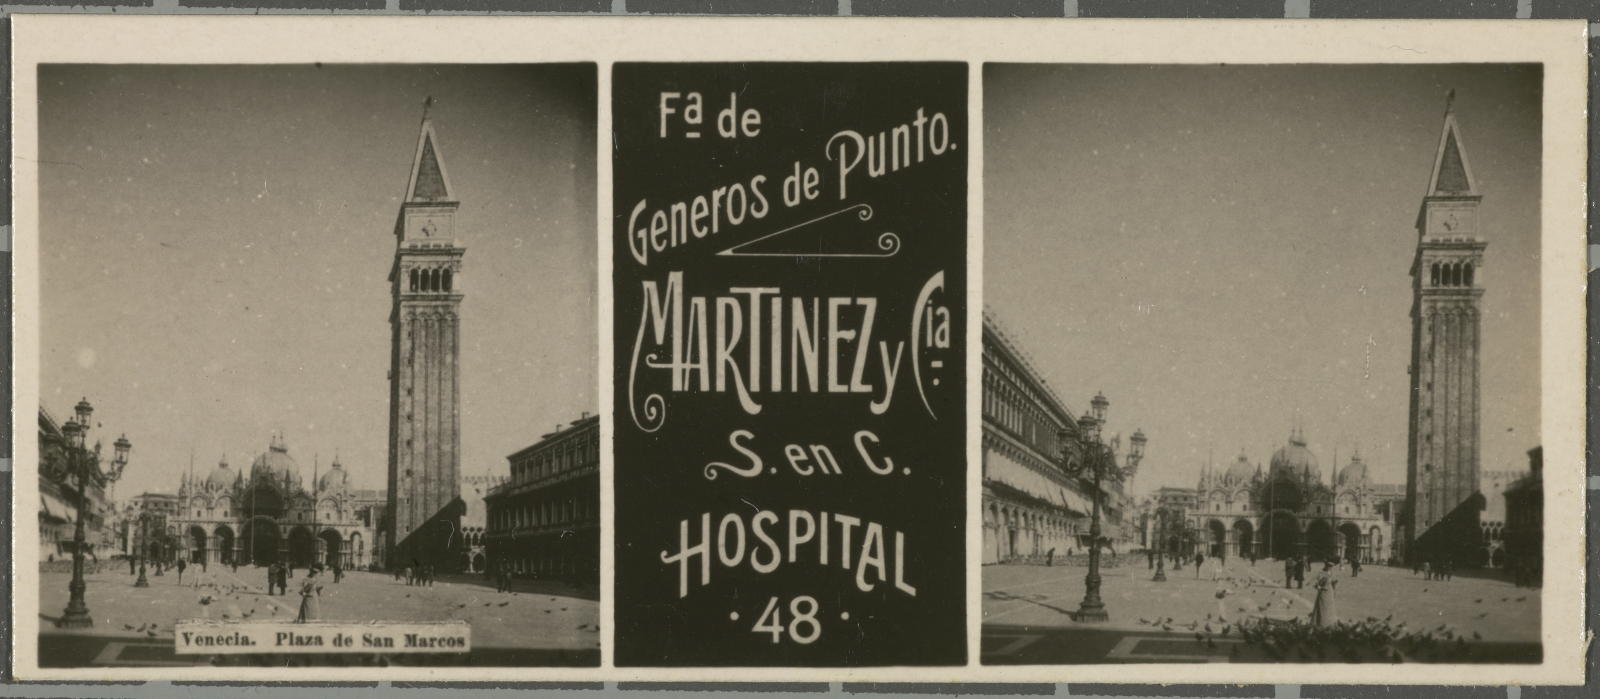 Venecia. Plaza de San Marcos
Fª de
Generos de Punto.
MARTINEZ y Cia.
S. en C.
HOSPITAL
· 48 ·